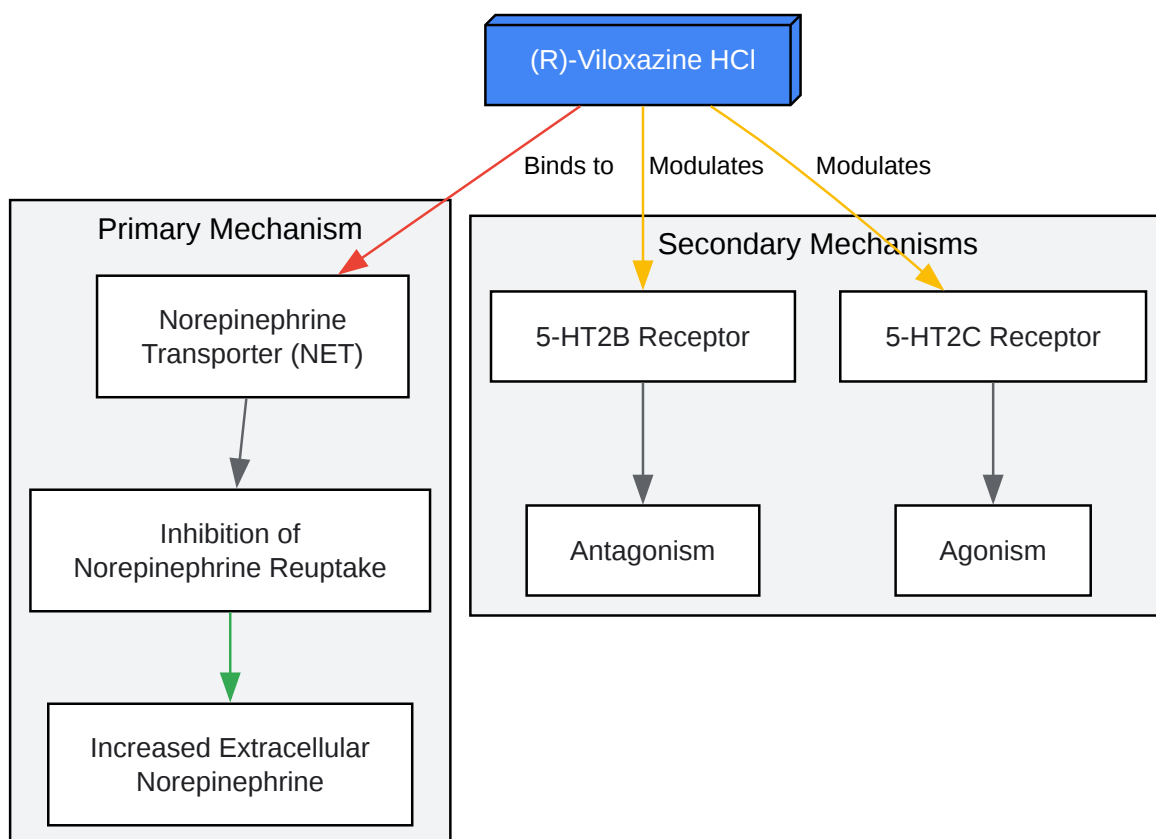 (R)-Viloxazine HCl
Binds to
Modulates
Modulates
Primary Mechanism
Norepinephrine
Transporter (NET)
Inhibition of
Norepinephrine Reuptake
Increased Extracellular
Norepinephrine
Secondary Mechanisms
5-HT2B Receptor
5-HT2C Receptor
Antagonism
Agonism